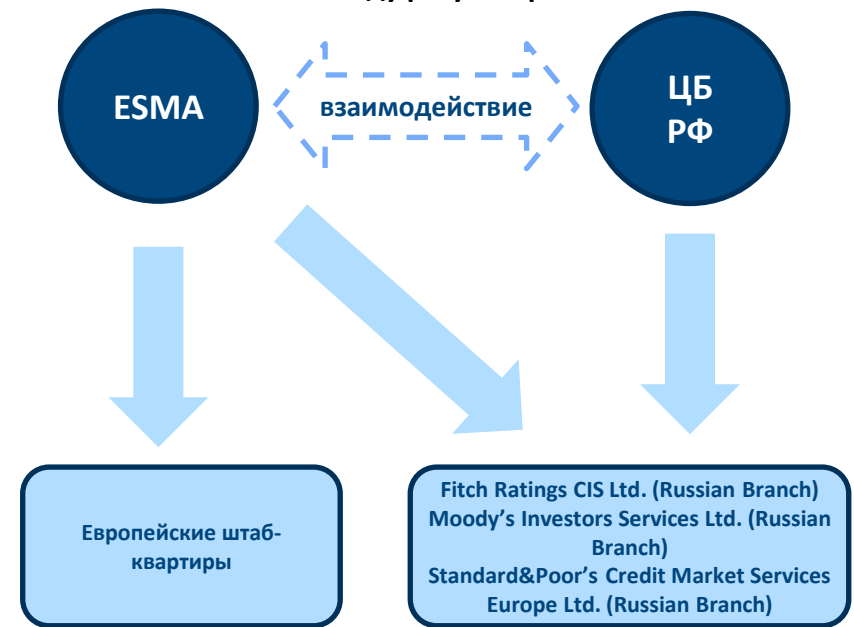 ESMA
взаимодействие
ЦБ
РФ
Европейские штаб-
квартиры
Fitch Ratings CIS Ltd. (Russian Branch)
Moody's Investors Services Ltd. (Russian
Branch)
Standard&Poor's Credit Market Services
Europe Ltd. (Russian Branch)